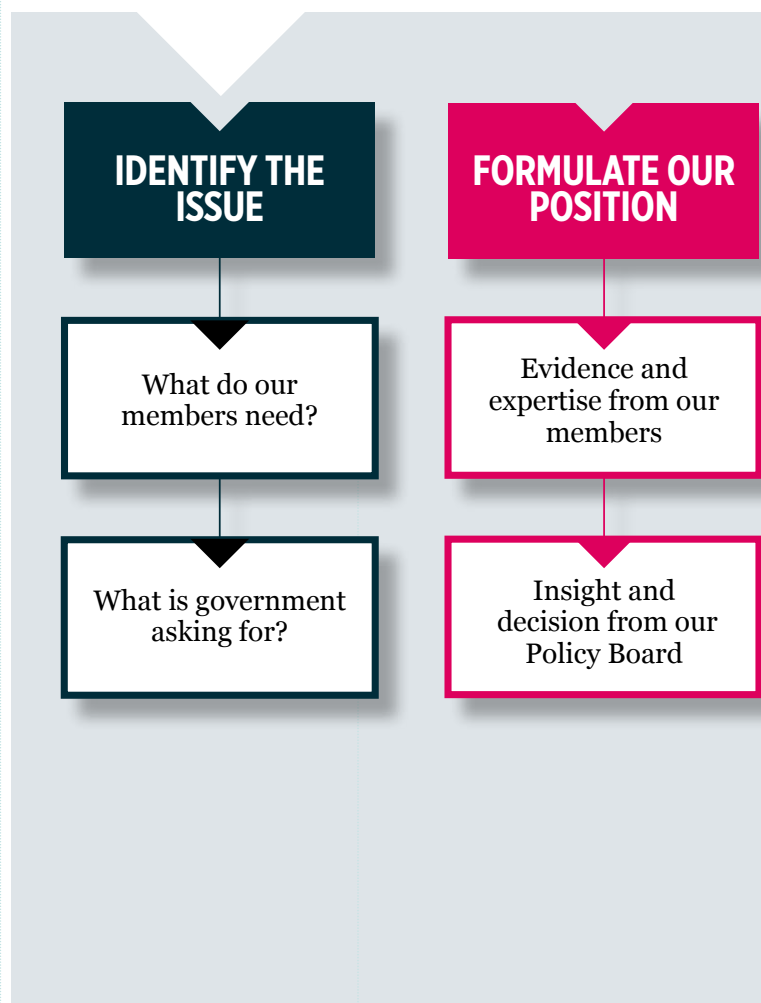 IDENTIFY THE
ISSUE
What do our
members need?
What is government
asking for?
FORMULATE OUR
POSITION
Evidence and
expertise from our
members
Insight and
decision from our
Policy Board